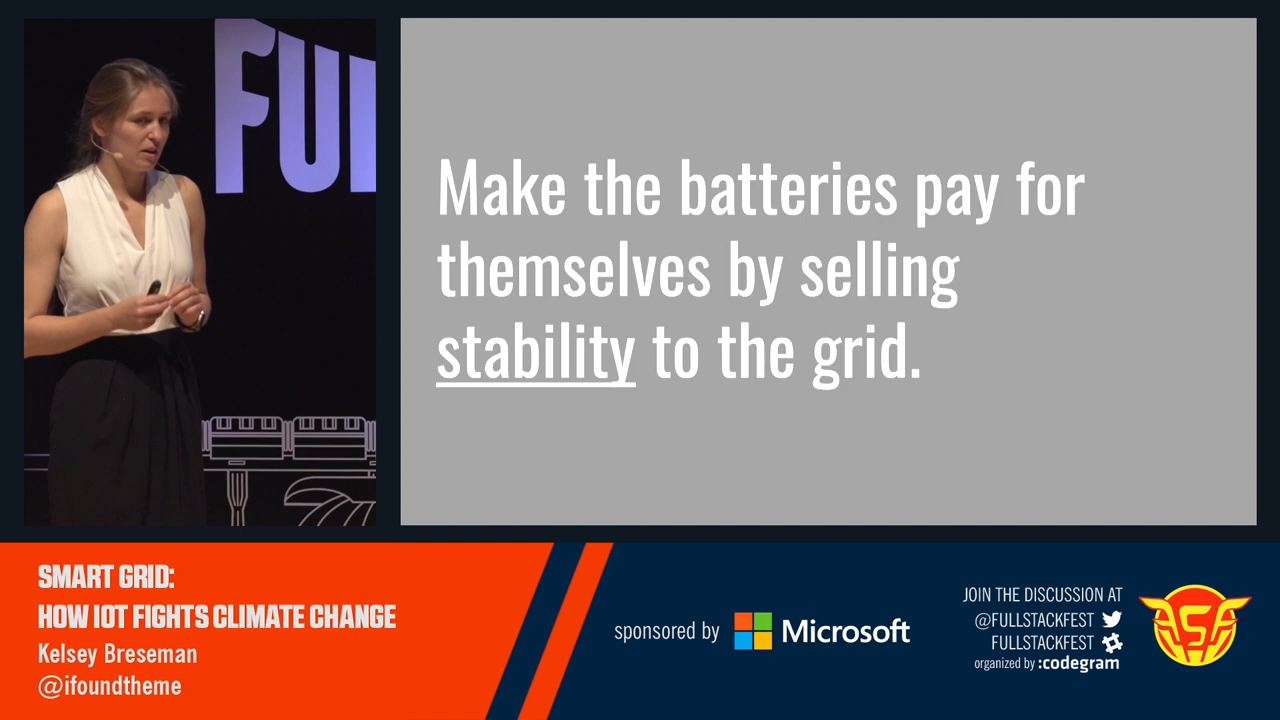 FUL
Make the batteries pay for
themselves by selling
stability to the grid.
SMART GRID:
HOW IOT FIGHTS CLIMATE CHANGE
Kelsey Breseman
@ifoundtheme
sponsored by Microsoft
JOIN THE DISCUSSION AT
@FULLSTACKFEST
FULLSTACKFEST
organized by :codegram
FSF